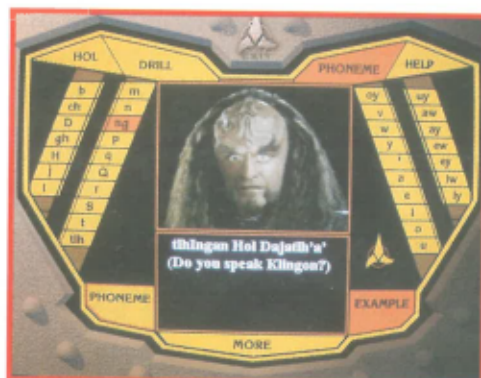 EXIT
HOL
DRILL
PHONEME
HELP
b
ch
D
gh
H
j
l
m
n
ng
p
q
Q
r
S
t
tlh
tlhIngan Hol Dajatlh'a'
(Do you speak Klingon?)
oy
v
w
y
'
a
e
I
o
u
uy
aw
ay
ew
ey
Iw
Iy
PHONEME
EXAMPLE
MORE